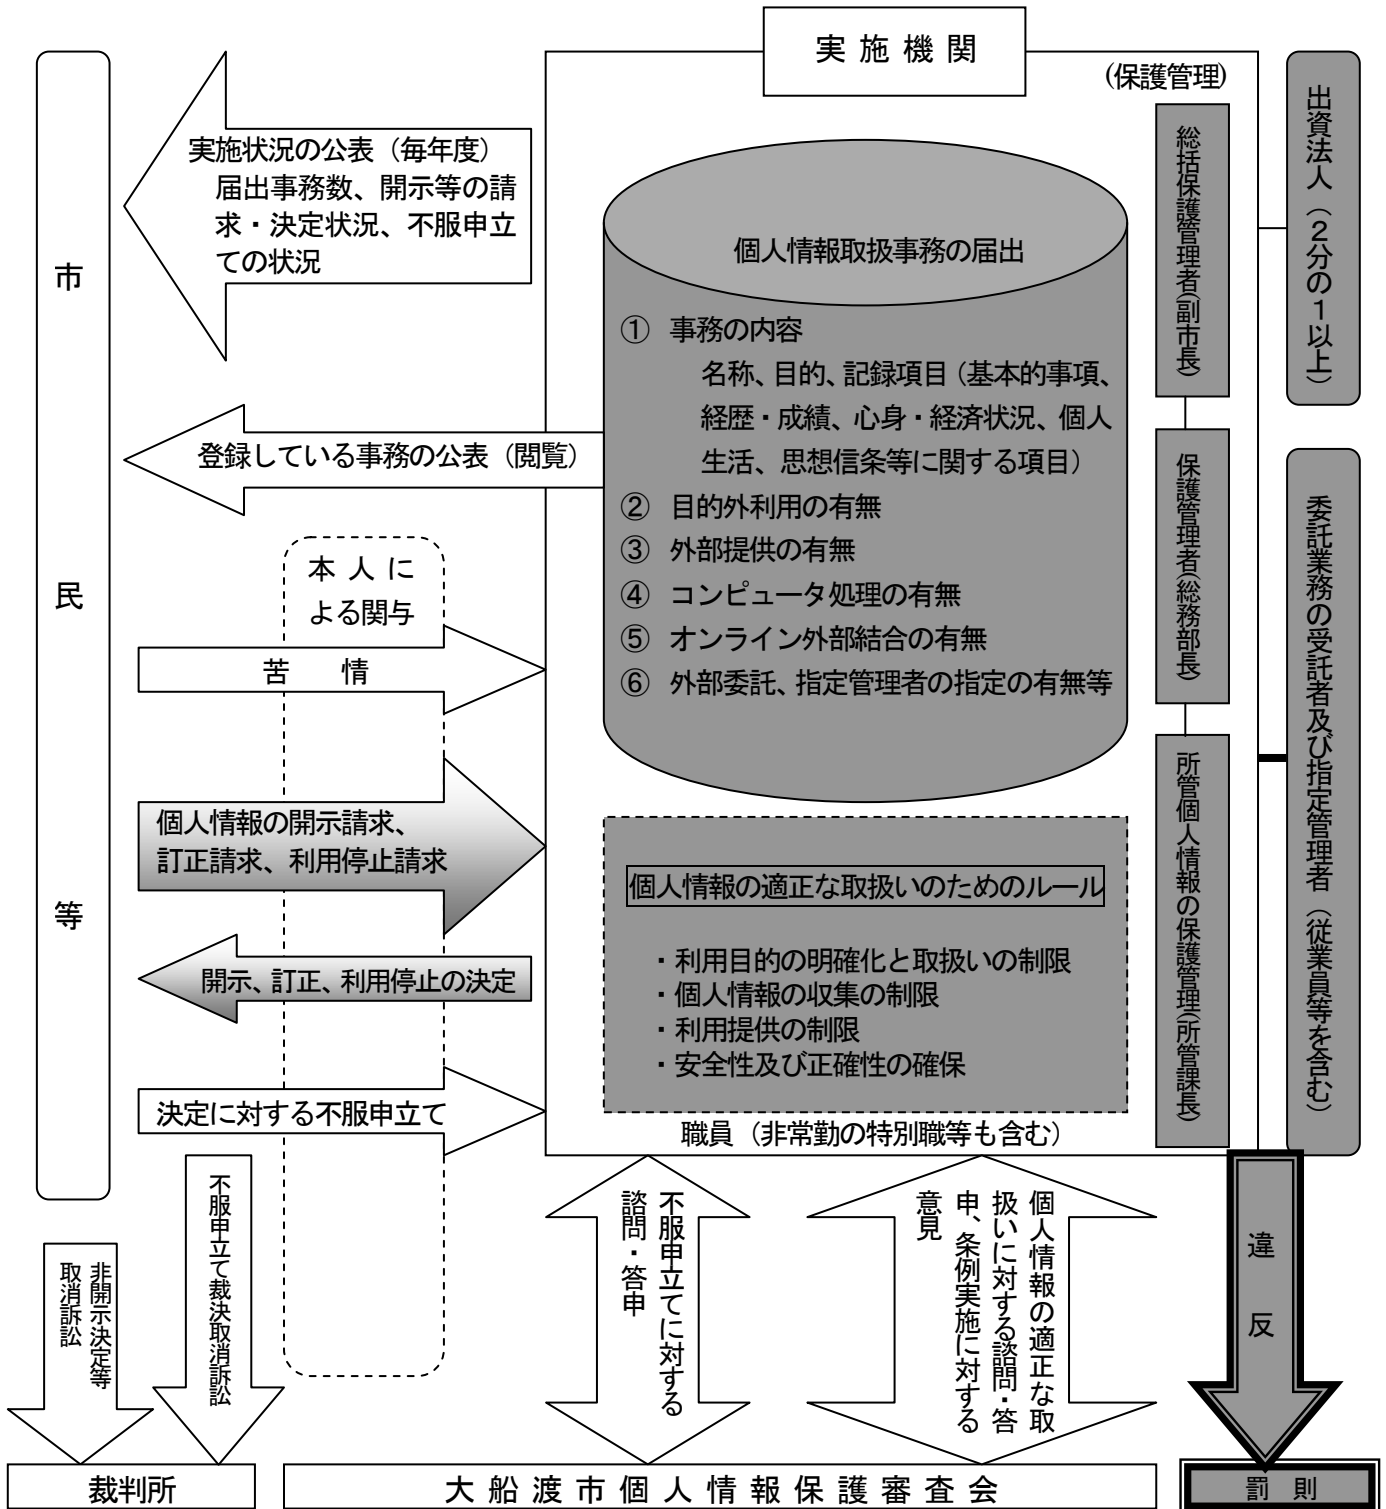 実施機関
(保護管理)
市民等
実施状況の公表（毎年度）
届出事務数、開示等の請
求・決定状況、不服申立
ての状況
登録している事務の公表（閲覧）
本人に
よる関与
苦　情
個人情報の開示請求、
訂正請求、利用停止請求
開示、訂正、利用停止の決定
決定に対する不服申立て
個人情報取扱事務の届出
① 事務の内容
名称、目的、記録項目（基本的事項、
経歴・成績、心身・経済状況、個人
生活、思想信条等に関する項目）
② 目的外利用の有無
③ 外部提供の有無
④ コンピュータ処理の有無
⑤ オンライン外部結合の有無
⑥ 外部委託、指定管理者の指定の有無等
個人情報の適正な取扱いのためのルール
・利用目的の明確化と取扱いの制限
・個人情報の収集の制限
・利用提供の制限
・安全性及び正確性の確保
職員（非常勤の特別職等も含む）
総括保護管理者(副市長)
保護管理者(総務部長)
所管個人情報の保護管理(所管課長)
出資法人（２分の１以上）
委託業務の受託者及び指定管理者（従業員等を含む）
非開示決定等
取消訴訟
不服申立て裁決取消訴訟
不服申立てに対する
諮問・答申
個人情報の適正な取
扱いに対する諮問・答
申、条例実施に対する
意見
違反
裁判所
大船渡市個人情報保護審査会
罰則